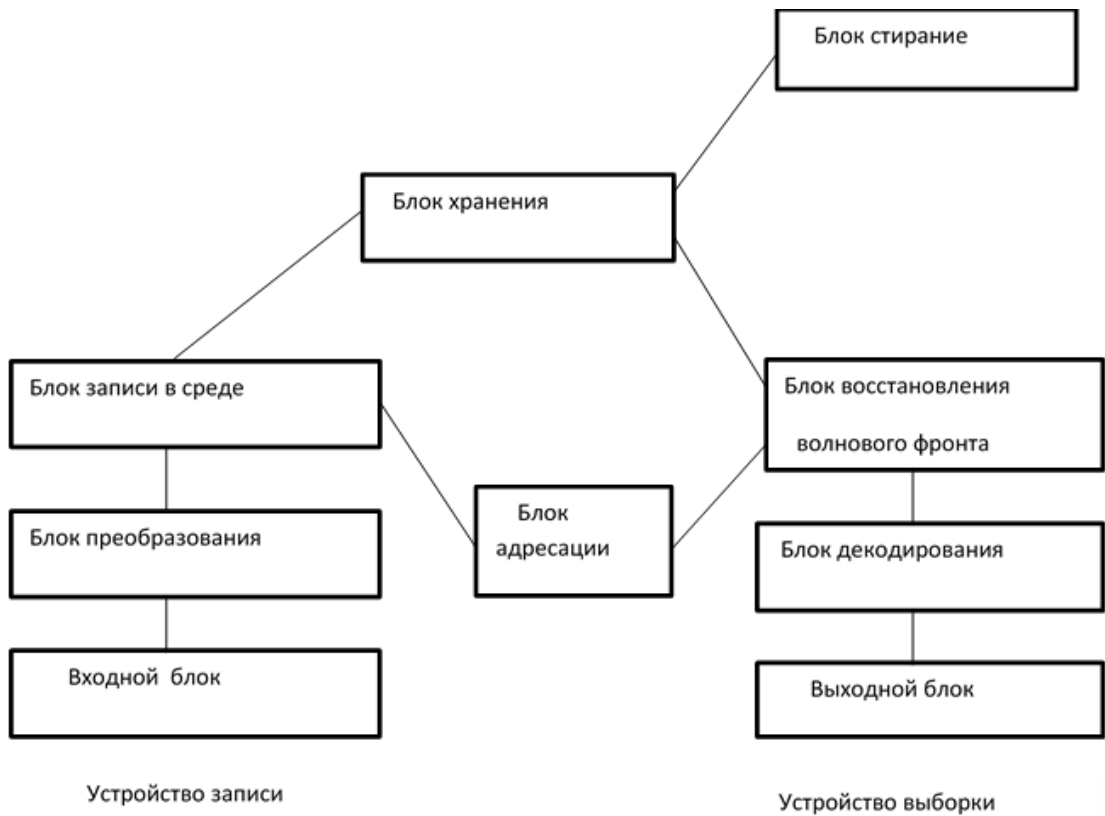 Блок стирание
Блок хранения
Блок записи в среде
Блок восстановления
волнового фронта
Блок
адресации
Блок преобразования
Блок декодирования
Входной блок
Выходной блок
Устройство записи
Устройство выборки